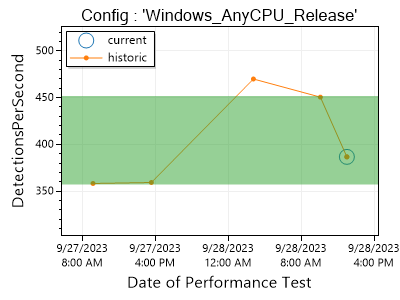 Config : 'Windows_AnyCPU_Release'
current
historic
DetectionsPerSecond
500
450
400
350
9/27/2023
8:00 AM
9/27/2023
4:00 PM
9/28/2023
12:00 AM
9/28/2023
8:00 AM
9/28/2023
4:00 PM
Date of Performance Test